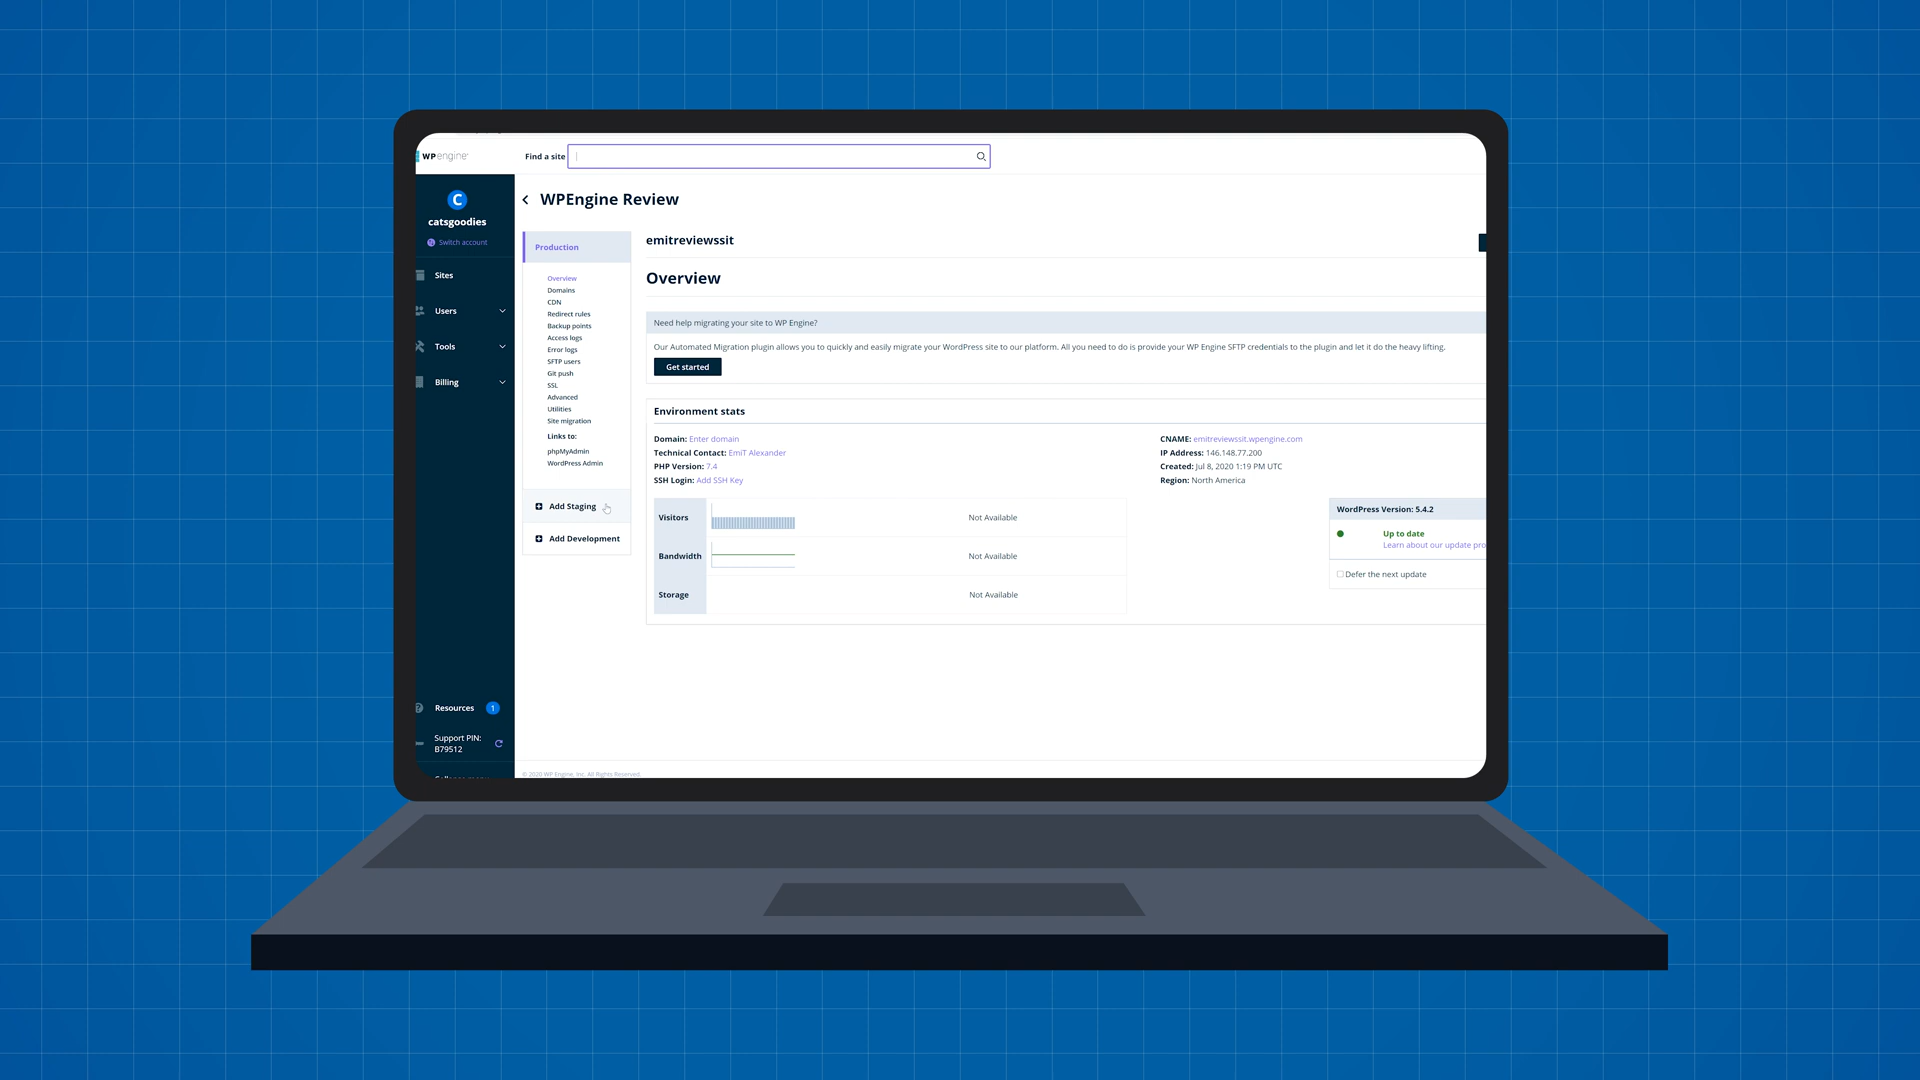 WPengine
Find a site
C
catsgoodies
Switch account
Sites
Users
Tools
Billing
Resources 1
Support PIN:
B79512
WPEngine Review
Production
Overview
Domains
CDN
Redirect rules
Backup points
Access logs
Error logs
SFTP users
Git push
SSL
Advanced
Utilities
Site migration
Links to:
phpMyAdmin
WordPress Admin
Add Staging
Add Development
emitreviewssit
Overview
Need help migrating your site to WP Engine?
Our Automated Migration plugin allows you to quickly and easily migrate your WordPress site to our platform. All you need to do is provide your WP Engine SFTP credentials to the plugin and let it do the heavy lifting.
Get started
Environment stats
Domain: Enter domain
Technical Contact: EmiT Alexander
PHP Version: 7.4
SSH Login: Add SSH Key
CNAME: emitreviewssit.wpengine.com
IP Address: 146.148.77.200
Created: Jul 8, 2020 1:19 PM UTC
Region: North America
Visitors Not Available
Bandwidth Not Available
Storage Not Available
WordPress Version: 5.4.2
Up to date
Learn about our update pro
Defer the next update
© 2020 WP Engine, Inc. All Rights Reserved.